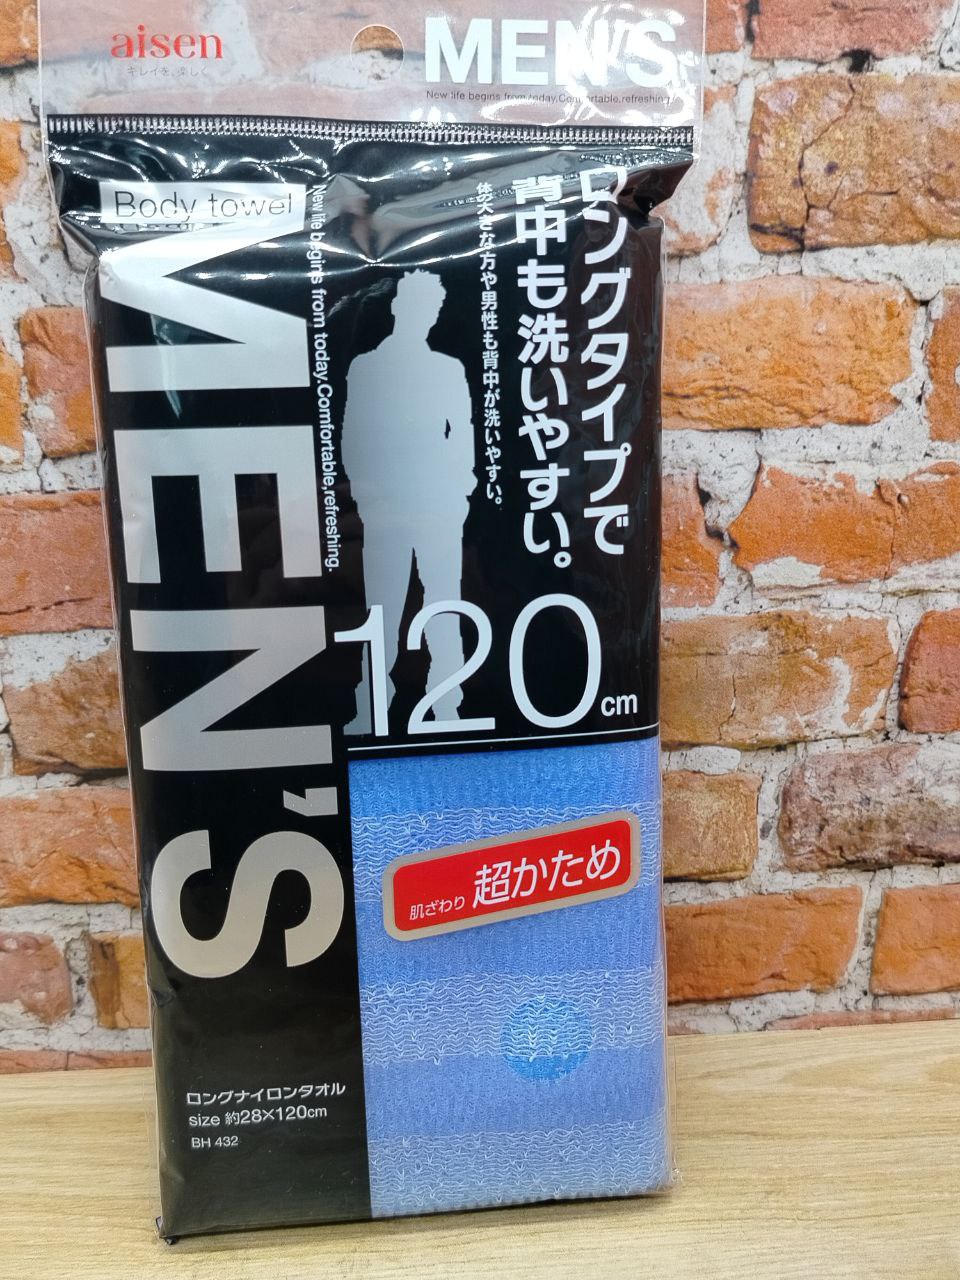 aisen
キレイを、楽しく
MEN'S
New life begins from today.Comfortable,refreshing.
Body towel
MEN'S
New life begins from today.Comfortable,refreshing.
ロングタイプで
背中も洗いやすい。
体の大きな方や男性も背中が洗いやすい。
120cm
肌ざわり 超かため
ロングナイロンタオル
size 約28×120cm
BH 432